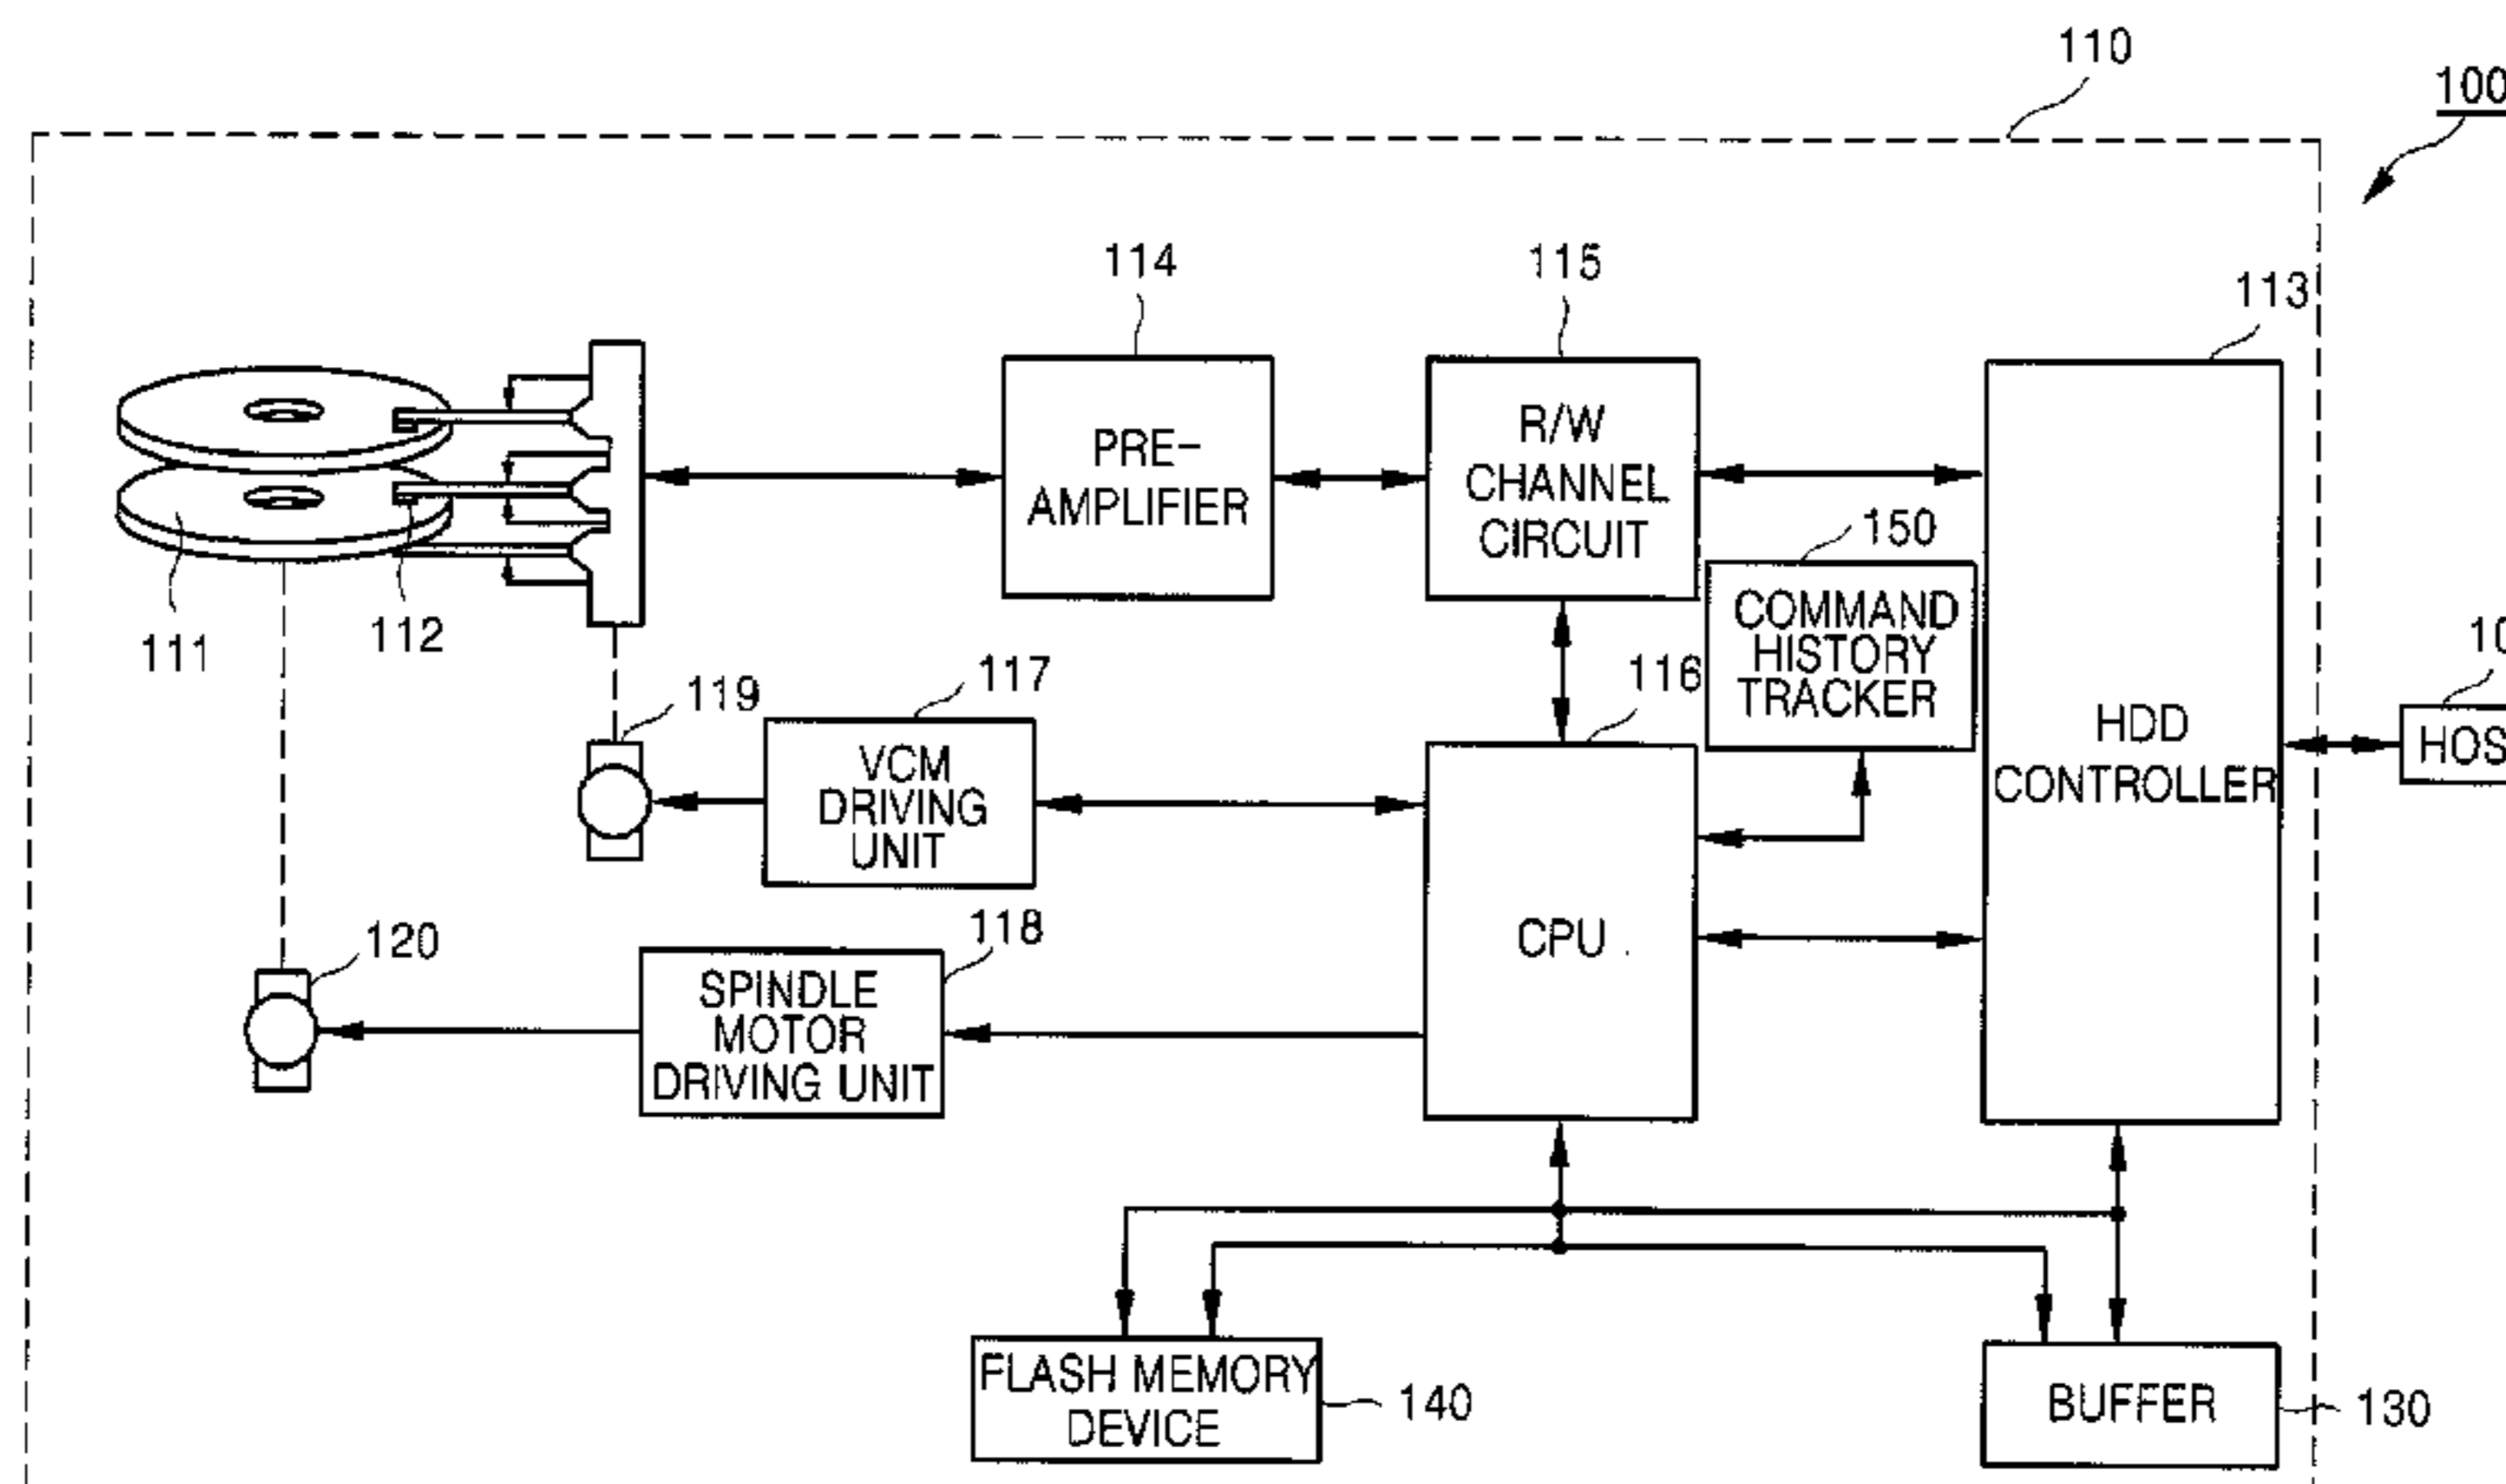 110
100
114
115
113
PRE-
AMPLIFIER
R/W
CHANNEL
CIRCUIT
150
COMMAND
HISTORY
TRACKER
111
112
116
117
119
VCM
DRIVING
UNIT
HDD
CONTROLLER
CPU
118
120
SPINDLE
MOTOR
DRIVING UNIT
FLASH MEMORY
DEVICE
140
BUFFER
130